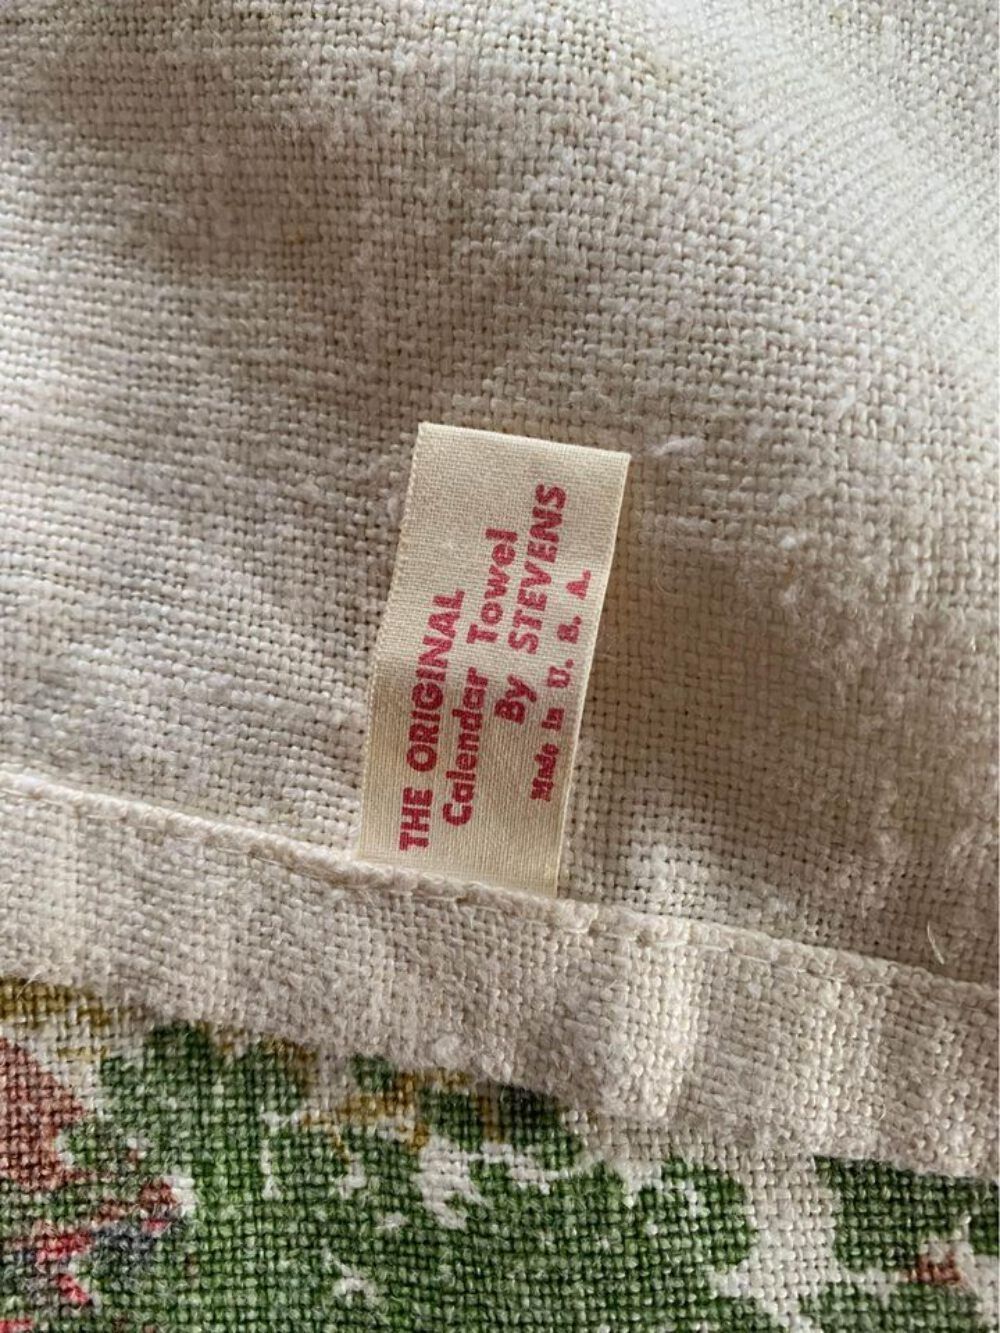 THE ORIGINAL
Calendar Towel
By STEVENS
Made in U. S. A.